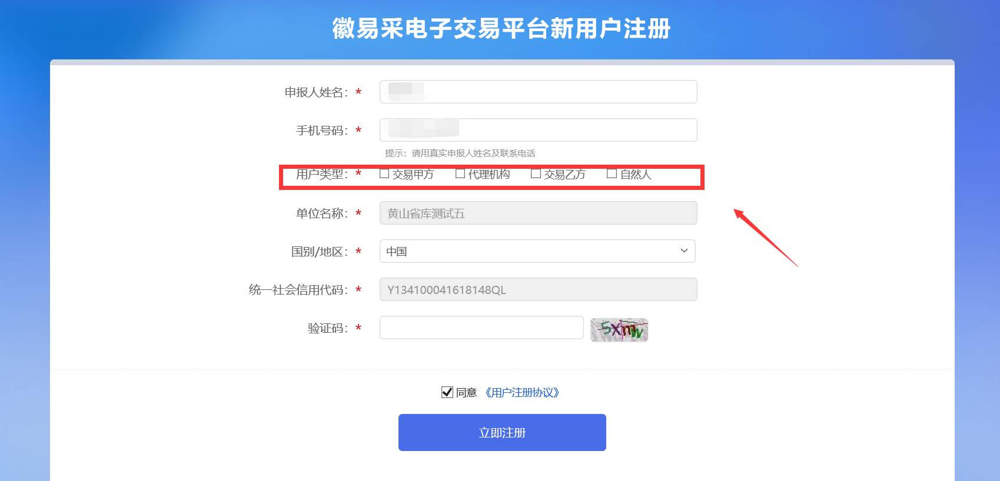 徽易采电子交易平台新用户注册
申报人姓名：*
手机号码：*
提示：请用真实申报人姓名及联系电话
用户类型：* 交易甲方 代理机构 交易乙方 自然人
单位名称：* 黄山省库测试五
国别/地区：* 中国
统一社会信用代码：* Y134100041618148QL
验证码：* 5Xmw
同意 《用户注册协议》
立即注册